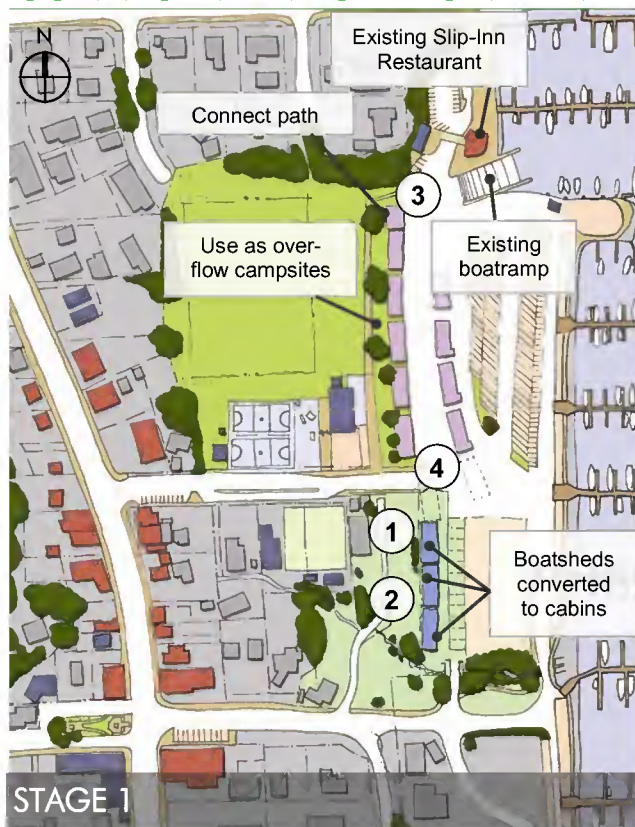 N
Existing Slip-Inn
Restaurant
Connect path
3
Use as over-
flow campsites
Existing
boatramp
4
1
Boatsheds
converted
to cabins
2
STAGE 1